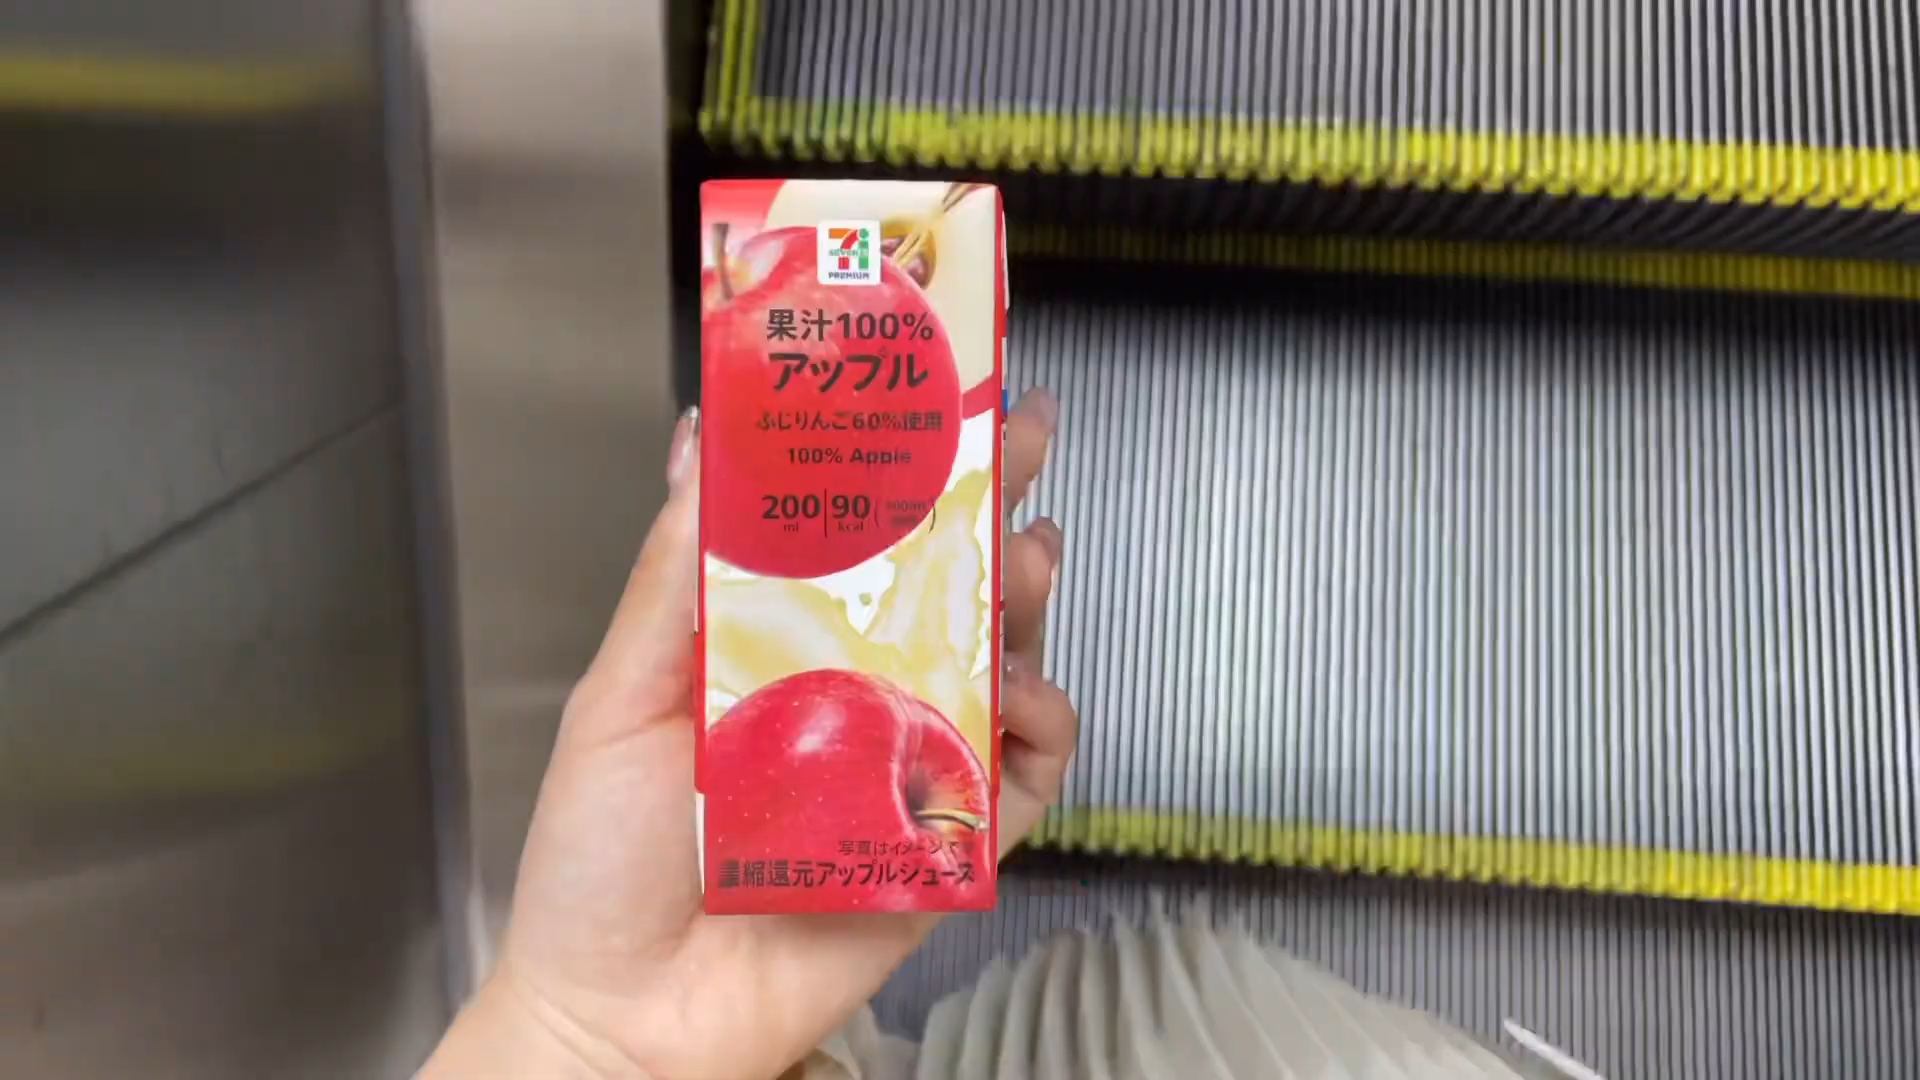 PREMIUM
果汁100%
アップル
ふじりんご60%使用
100% Apple
200 ml 90 kcal
写真はイメージです
濃縮還元アップルジュース